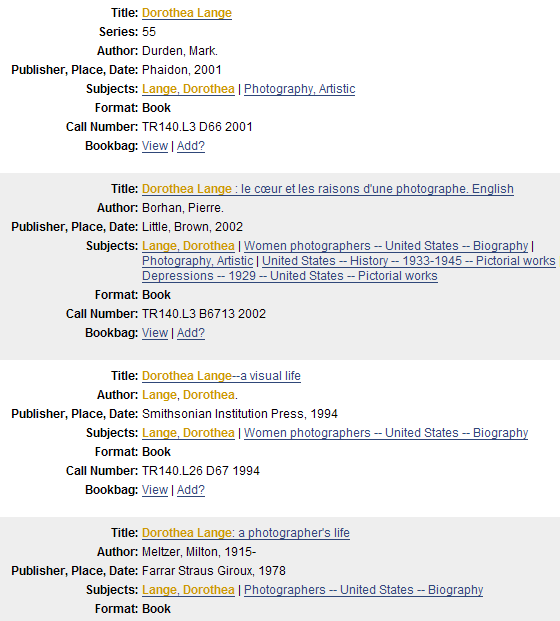 Title: Dorothea Lange
Series: 55
Author: Durden, Mark.
Publisher, Place, Date: Phaidon, 2001
Subjects: Lange, Dorothea | Photography, Artistic
Format: Book
Call Number: TR140.L3 D66 2001
Bookbag: View | Add?
Title: Dorothea Lange : le cœur et les raisons d'une photographe. English
Author: Borhan, Pierre.
Publisher, Place, Date: Little, Brown, 2002
Subjects: Lange, Dorothea | Women photographers -- United States -- Biography |
Photography, Artistic | United States -- History -- 1933-1945 -- Pictorial works
Depressions -- 1929 -- United States -- Pictorial works
Format: Book
Call Number: TR140.L3 B6713 2002
Bookbag: View | Add?
Title: Dorothea Lange--a visual life
Author: Lange, Dorothea.
Publisher, Place, Date: Smithsonian Institution Press, 1994
Subjects: Lange, Dorothea | Women photographers -- United States -- Biography
Format: Book
Call Number: TR140.L26 D67 1994
Bookbag: View | Add?
Title: Dorothea Lange: a photographer's life
Author: Meltzer, Milton, 1915-
Publisher, Place, Date: Farrar Straus Giroux, 1978
Subjects: Lange, Dorothea | Photographers -- United States -- Biography
Format: Book